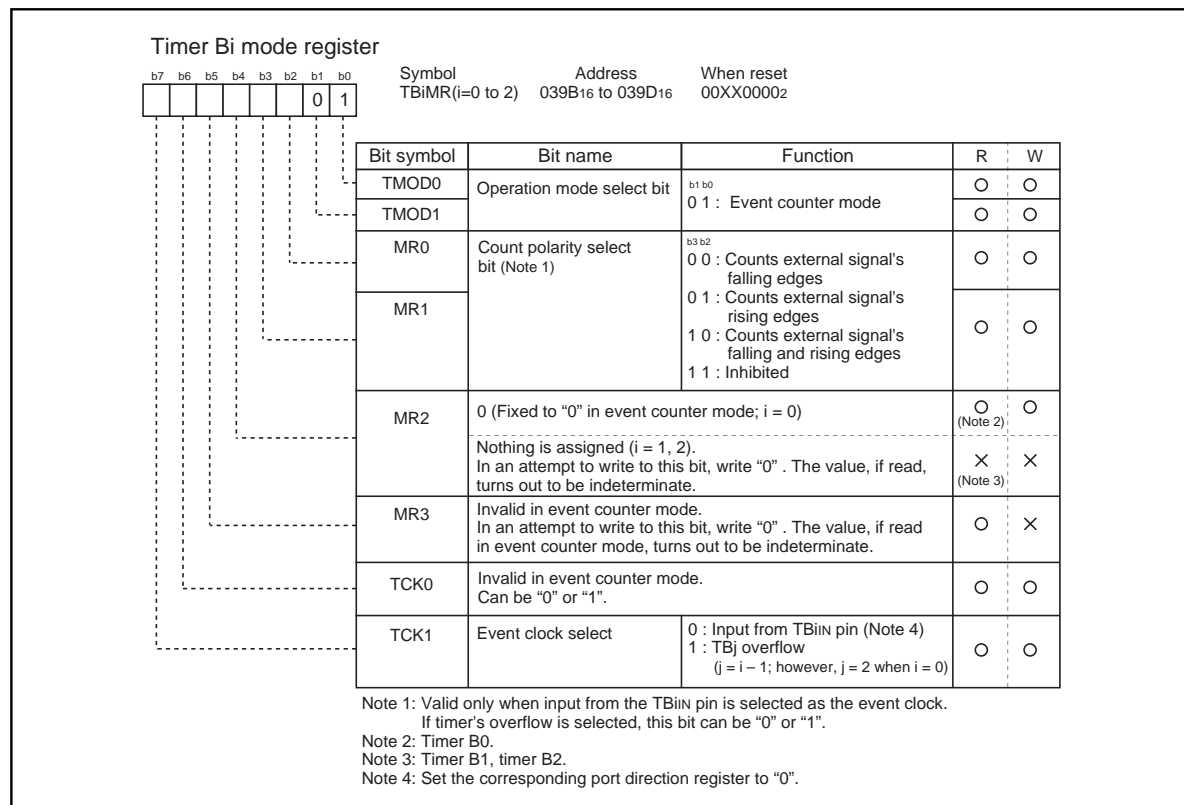 Timer Bi mode register
b7 b6 b5 b4 b3 b2 b1 b0
0 1
Symbol Address When reset
TBiMR(i=0 to 2) 039B16 to 039D16 00XX00002
Bit symbol Bit name Function R W
TMOD0 Operation mode select bit b1 b0
0 1 : Event counter mode
TMOD1
MR0 Count polarity select
bit (Note 1)
b3 b2
0 0 : Counts external signal's
falling edges
MR1 0 1 : Counts external signal's
rising edges
1 0 : Counts external signal's
falling and rising edges
1 1 : Inhibited
MR2 0 (Fixed to “0” in event counter mode; i = 0)
(Note 2)
Nothing is assigned (i = 1, 2).
In an attempt to write to this bit, write “0” . The value, if read,
turns out to be indeterminate.
(Note 3)
MR3 Invalid in event counter mode.
In an attempt to write to this bit, write “0” . The value, if read
in event counter mode, turns out to be indeterminate.
TCK0 Invalid in event counter mode.
Can be “0” or “1”.
TCK1 Event clock select 0 : Input from TBiIN pin (Note 4)
1 : TBj overflow
(j = i – 1; however, j = 2 when i = 0)
Note 1: Valid only when input from the TBiIN pin is selected as the event clock.
If timer's overflow is selected, this bit can be “0” or “1”.
Note 2: Timer B0.
Note 3: Timer B1, timer B2.
Note 4: Set the corresponding port direction register to “0”.